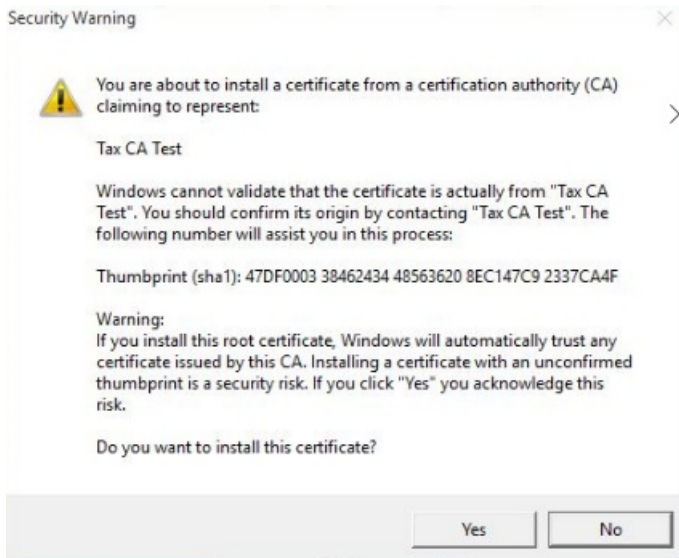 Security Warning
You are about to install a certificate from a certification authority (CA)
claiming to represent:
Tax CA Test
Windows cannot validate that the certificate is actually from "Tax CA
Test". You should confirm its origin by contacting "Tax CA Test". The
following number will assist you in this process:
Thumbprint (sha1): 47DF0003 38462434 48563620 8EC147C9 2337CA4F
Warning:
If you install this root certificate, Windows will automatically trust any
certificate issued by this CA. Installing a certificate with an unconfirmed
thumbprint is a security risk. If you click "Yes" you acknowledge this
risk.
Do you want to install this certificate?
Yes
No